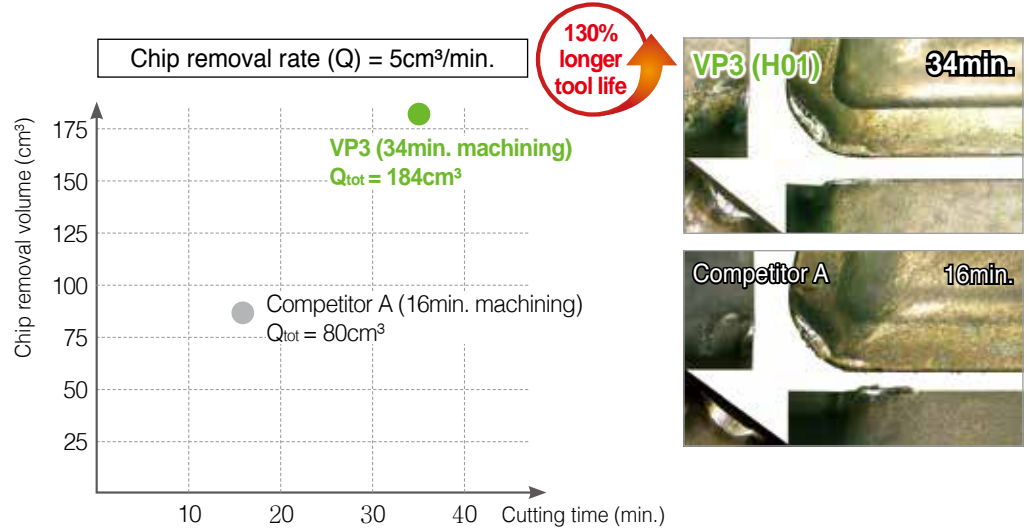 Chip removal rate (Q) = 5cm³/min.
130%
longer
tool life
VP3 (H01)
34min.
Chip removal volume (cm³)
175
150
125
100
75
50
25
VP3 (34min. machining)
Qtot = 184cm³
Competitor A (16min. machining)
Qtot = 80cm³
10 20 30 40 Cutting time (min.)
Competitor A
16min.